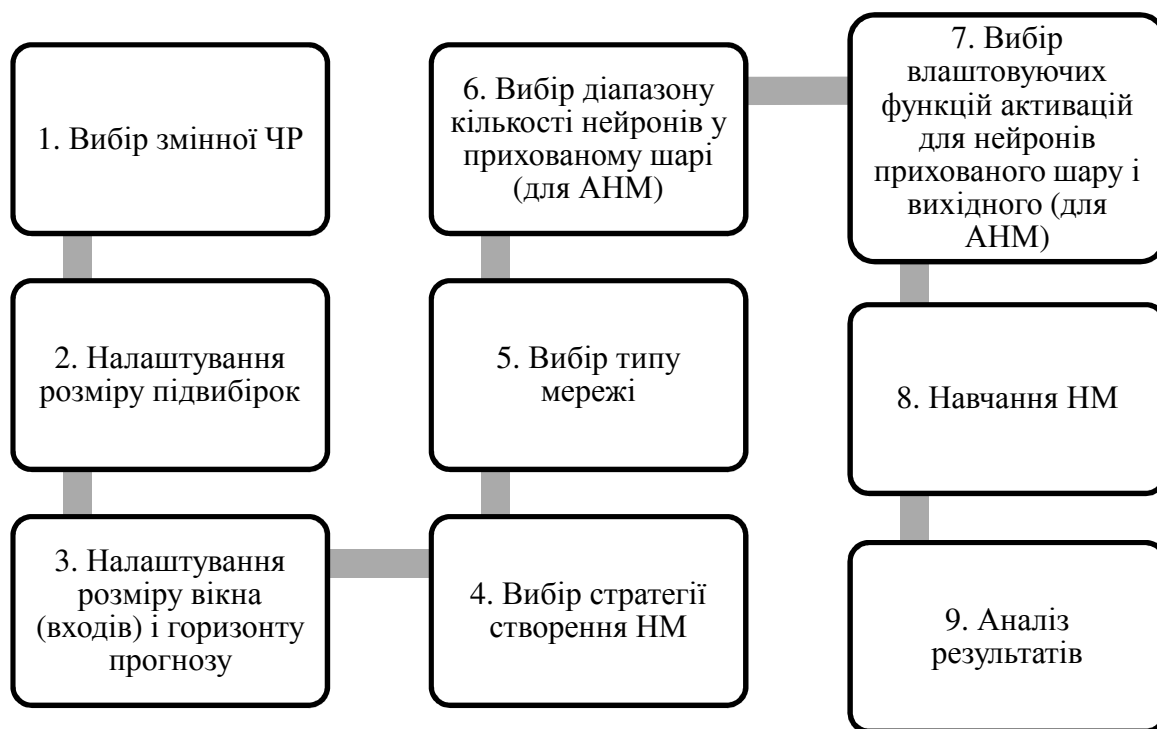 1. Вибір змінної ЧР
2. Налаштування
розміру підвибірок
3. Налаштування
розміру вікна
(входів) і горизонту
прогнозу
4. Вибір стратегії
створення НМ
5. Вибір типу
мережі
6. Вибір діапазону
кількості нейронів у
прихованому шарі
(для АНМ)
7. Вибір
влаштовуючих
функцій активацій
для нейронів
прихованого шару і
вихідного (для
АНМ)
8. Навчання НМ
9. Аналіз
результатів